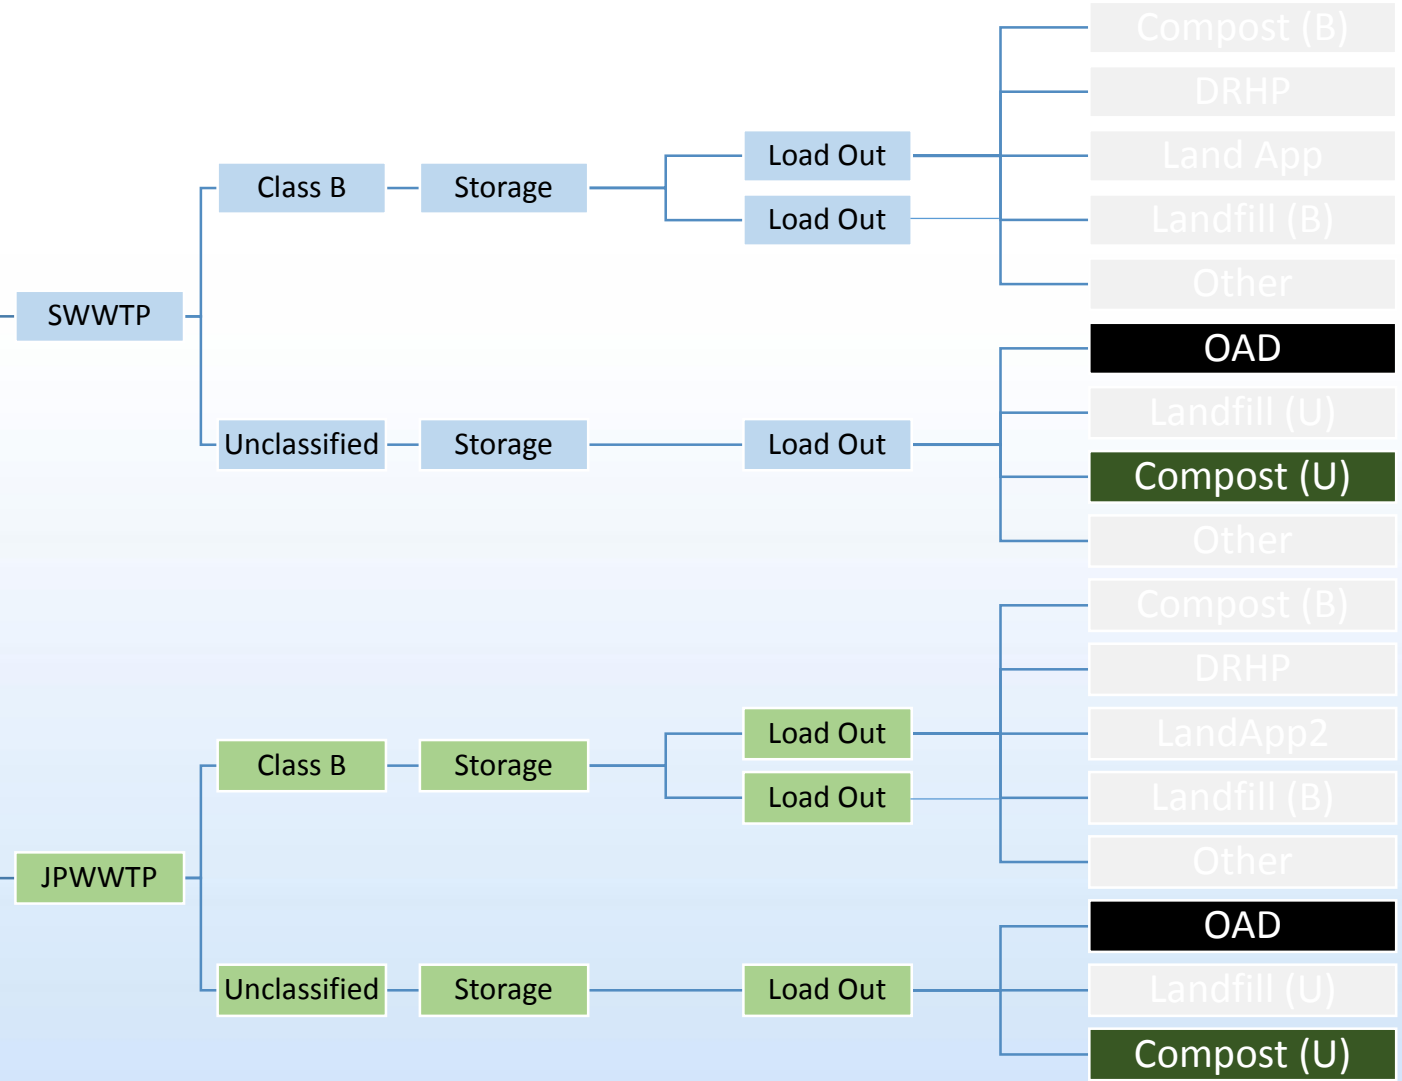 Compost (B)
DRHP
Load Out
Land App
Class B
Storage
Load Out
Landfill (B)
Other
SWWTP
OAD
Landfill (U)
Unclassified
Storage
Load Out
Compost (U)
Other
Compost (B)
DRHP
Load Out
LandApp2
Class B
Storage
Load Out
Landfill (B)
Other
JPWWTP
OAD
Unclassified
Storage
Load Out
Landfill (U)
Compost (U)